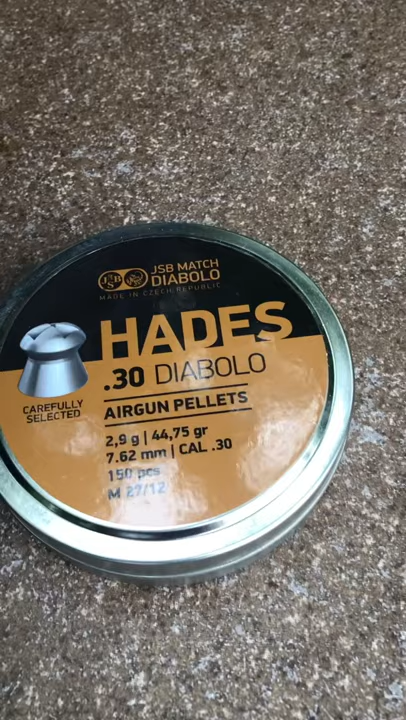 JSB
JSB MATCH
DIABOLO
MADE IN CZECH REPUBLIC
HADES
.30 DIABOLO
CAREFULLY
SELECTED
AIRGUN PELLETS
2,9 g | 44,75 gr
7.62 mm | CAL .30
150 pcs
M 27/12